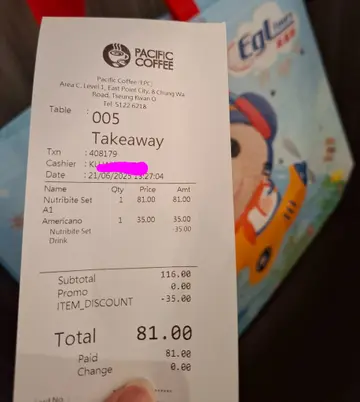 PACIFIC
COFFEE
Pacific Coffee (EPC)
Area C, Level 1, East Point City, 8 Chung Wa
Road, Tseung Kwan O
Tel: 5122 6218
Table : 005
Takeaway
Txn : 408179
Cashier :
Date : 21/06/2025 13:27:04
Name Qty Price Amt
Nutribite Set 1 81.00 81.00
A1
Americano 1 35.00 35.00
Nutribite Set -35.00
Drink
Subtotal 116.00
Promo 0.00
ITEM_DISCOUNT -35.00
Total 81.00
Paid 81.00
Change 0.00
EGL